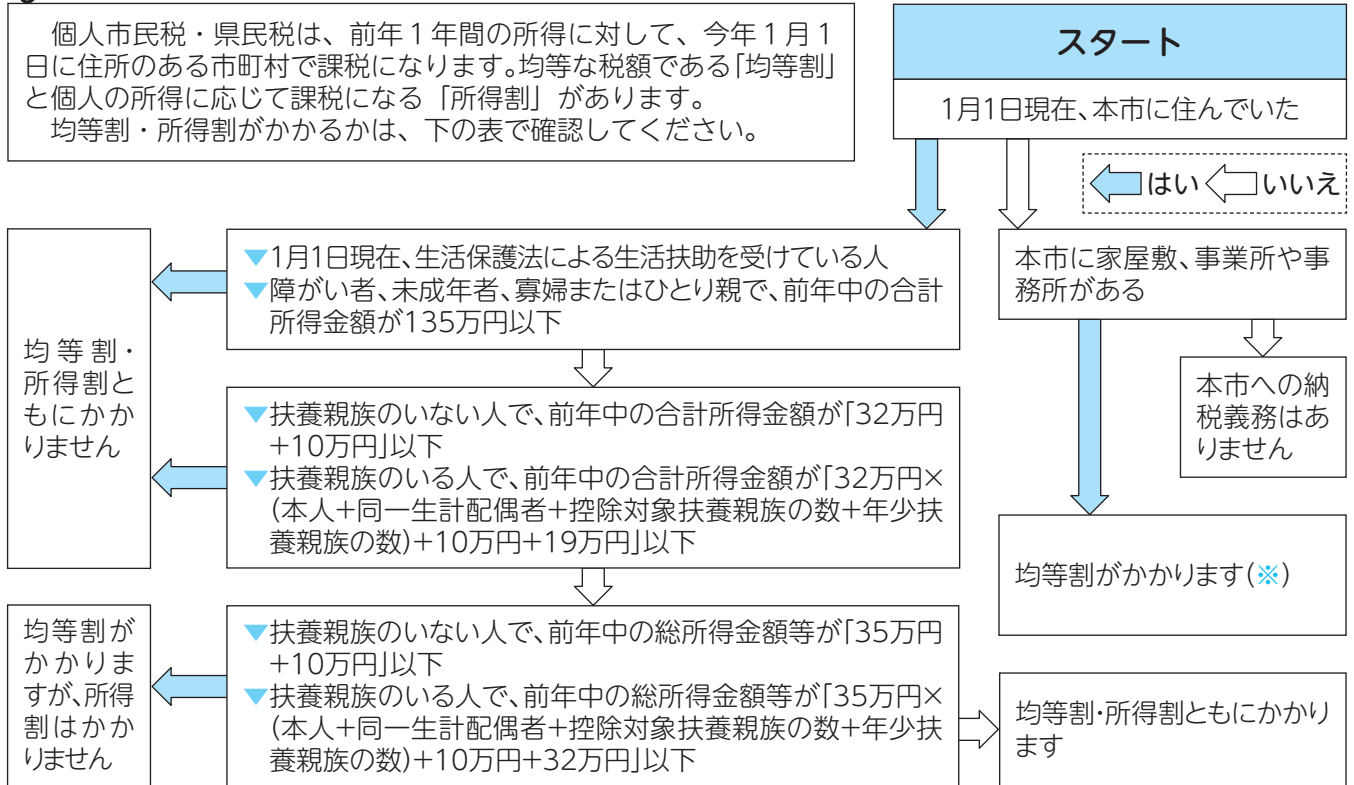 個人市民税・県民税は、前年1年間の所得に対して、今年1月1
日に住所のある市町村で課税になります。均等な税額である「均等割」
と個人の所得に応じて課税になる「所得割」があります。
均等割・所得割がかかるかは、下の表で確認してください。
スタート
1月1日現在、本市に住んでいた
はい
いいえ
▼1月1日現在、生活保護法による生活扶助を受けている人
▼障がい者、未成年者、寡婦またはひとり親で、前年中の合計
所得金額が135万円以下
本市に家屋敷、事業所や事
務所がある
均等割・
所得割と
もにかか
りません
▼扶養親族のいない人で、前年中の合計所得金額が「32万円
+10万円」以下
▼扶養親族のいる人で、前年中の合計所得金額が「32万円×
(本人+同一生計配偶者+控除対象扶養親族の数+年少扶
養親族の数)+10万円+19万円」以下
本市への納
税義務はあ
りません
均等割がかかります(※)
均等割が
かかりま
すが、所得
割はかか
りません
▼扶養親族のいない人で、前年中の総所得金額等が「35万円
+10万円」以下
▼扶養親族のいる人で、前年中の総所得金額等が「35万円×
(本人+同一生計配偶者+控除対象扶養親族の数+年少扶
養親族の数)+10万円+32万円」以下
均等割・所得割ともにかかり
ます